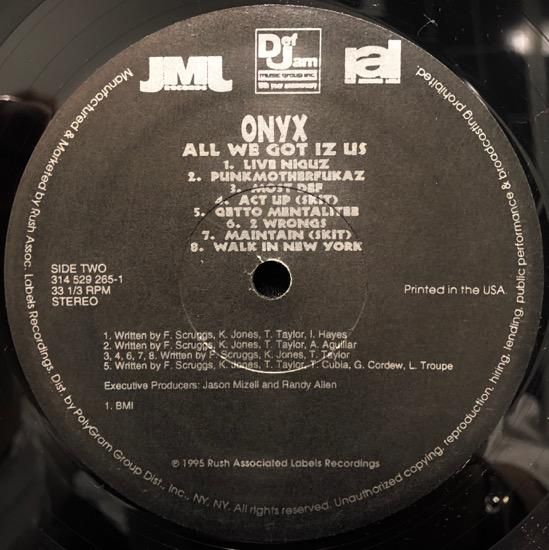 JMJ
RECORDS
Def
Jam
music group inc.
10th year anniversary
ral
ONYX
ALL WE GOT IZ US
1. LIVE NIGUZ
2. PUNKMOTHERFUKAZ
3. MOST DEF
4. ACT UP (SKIT)
5. GETTO MENTALITEE
6. 2 WRONGS
7. MAINTAIN (SKIT)
8. WALK IN NEW YORK
SIDE TWO
314 529 265-1
33 1/3 RPM
STEREO
Printed in the USA.
1. Written by F. Scruggs, K. Jones, T. Taylor, I. Hayes
2. Written by F. Scruggs, K. Jones, T. Taylor, A. Aguillar
3, 4, 6, 7, 8. Written by F. Scruggs, K. Jones, T. Taylor
5. Written by F. Scruggs, K. Jones, T. Taylor, T. Cubia, G. Cordew, L. Troupe
Executive Producers: Jason Mizell and Randy Allen
1. BMI
℗ 1995 Rush Associated Labels Recordings
Manufactured & Marketed by Rush Assoc. Labels Recordings. Dist. by PolyGram Group Dist., Inc., NY, NY. All rights reserved. Unauthorized copying, reproduction, hiring, lending, public performance & broadcasting prohibited.